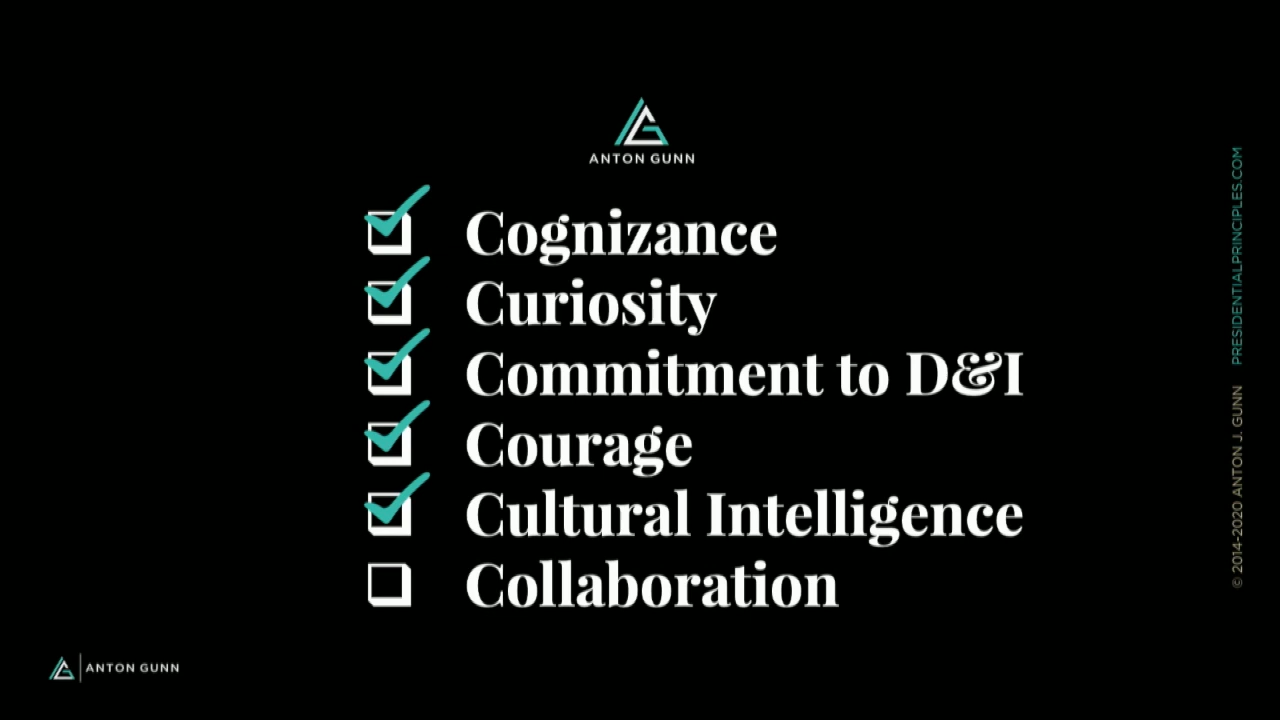 ANTON GUNN
Cognizance
Curiosity
Commitment to D&I
Courage
Cultural Intelligence
Collaboration
ANTON GUNN
© 2014-2020 ANTON J. GUNN PRESIDENTIALPRINCIPLES.COM